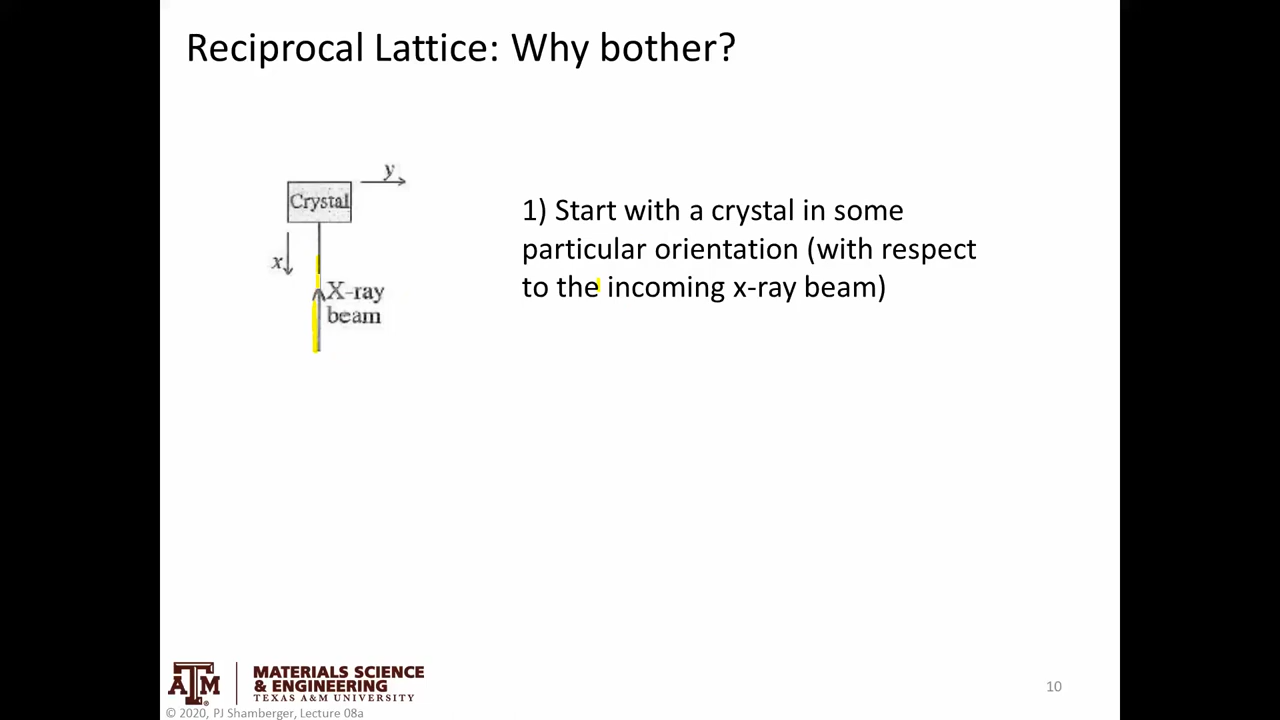 Reciprocal Lattice: Why bother?
y
Crystal
x
X-ray
beam
1) Start with a crystal in some
particular orientation (with respect
to the incoming x-ray beam)
ATM
MATERIALS SCIENCE
& ENGINEERING
TEXAS A&M UNIVERSITY
© 2020, PJ Shamberger, Lecture 08a
10